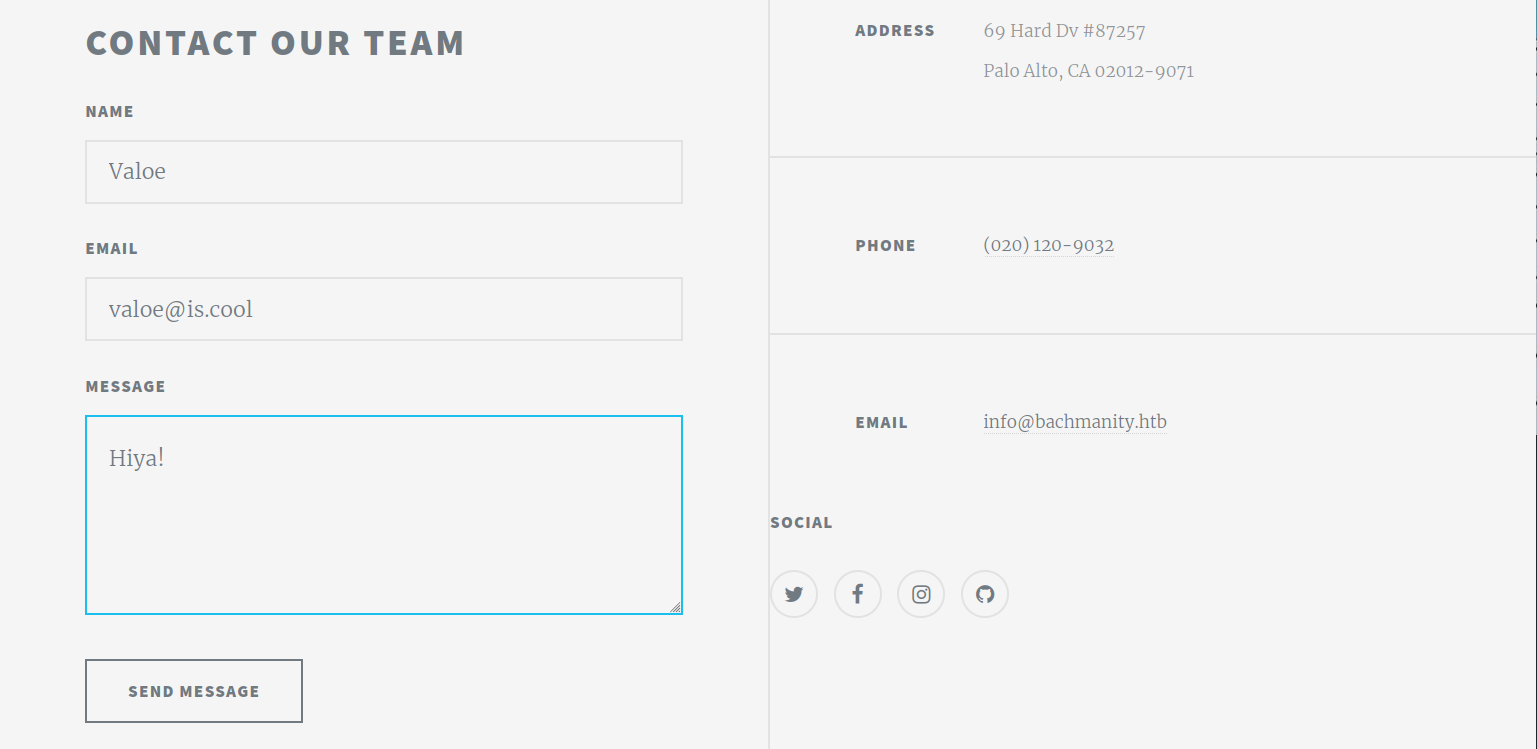 CONTACT OUR TEAM
NAME
Valoe
EMAIL
valoe@is.cool
MESSAGE
Hiya!
SEND MESSAGE
ADDRESS
69 Hard Dv #87257
Palo Alto, CA 02012-9071
PHONE
(020) 120-9032
EMAIL
info@bachmanity.htb
SOCIAL